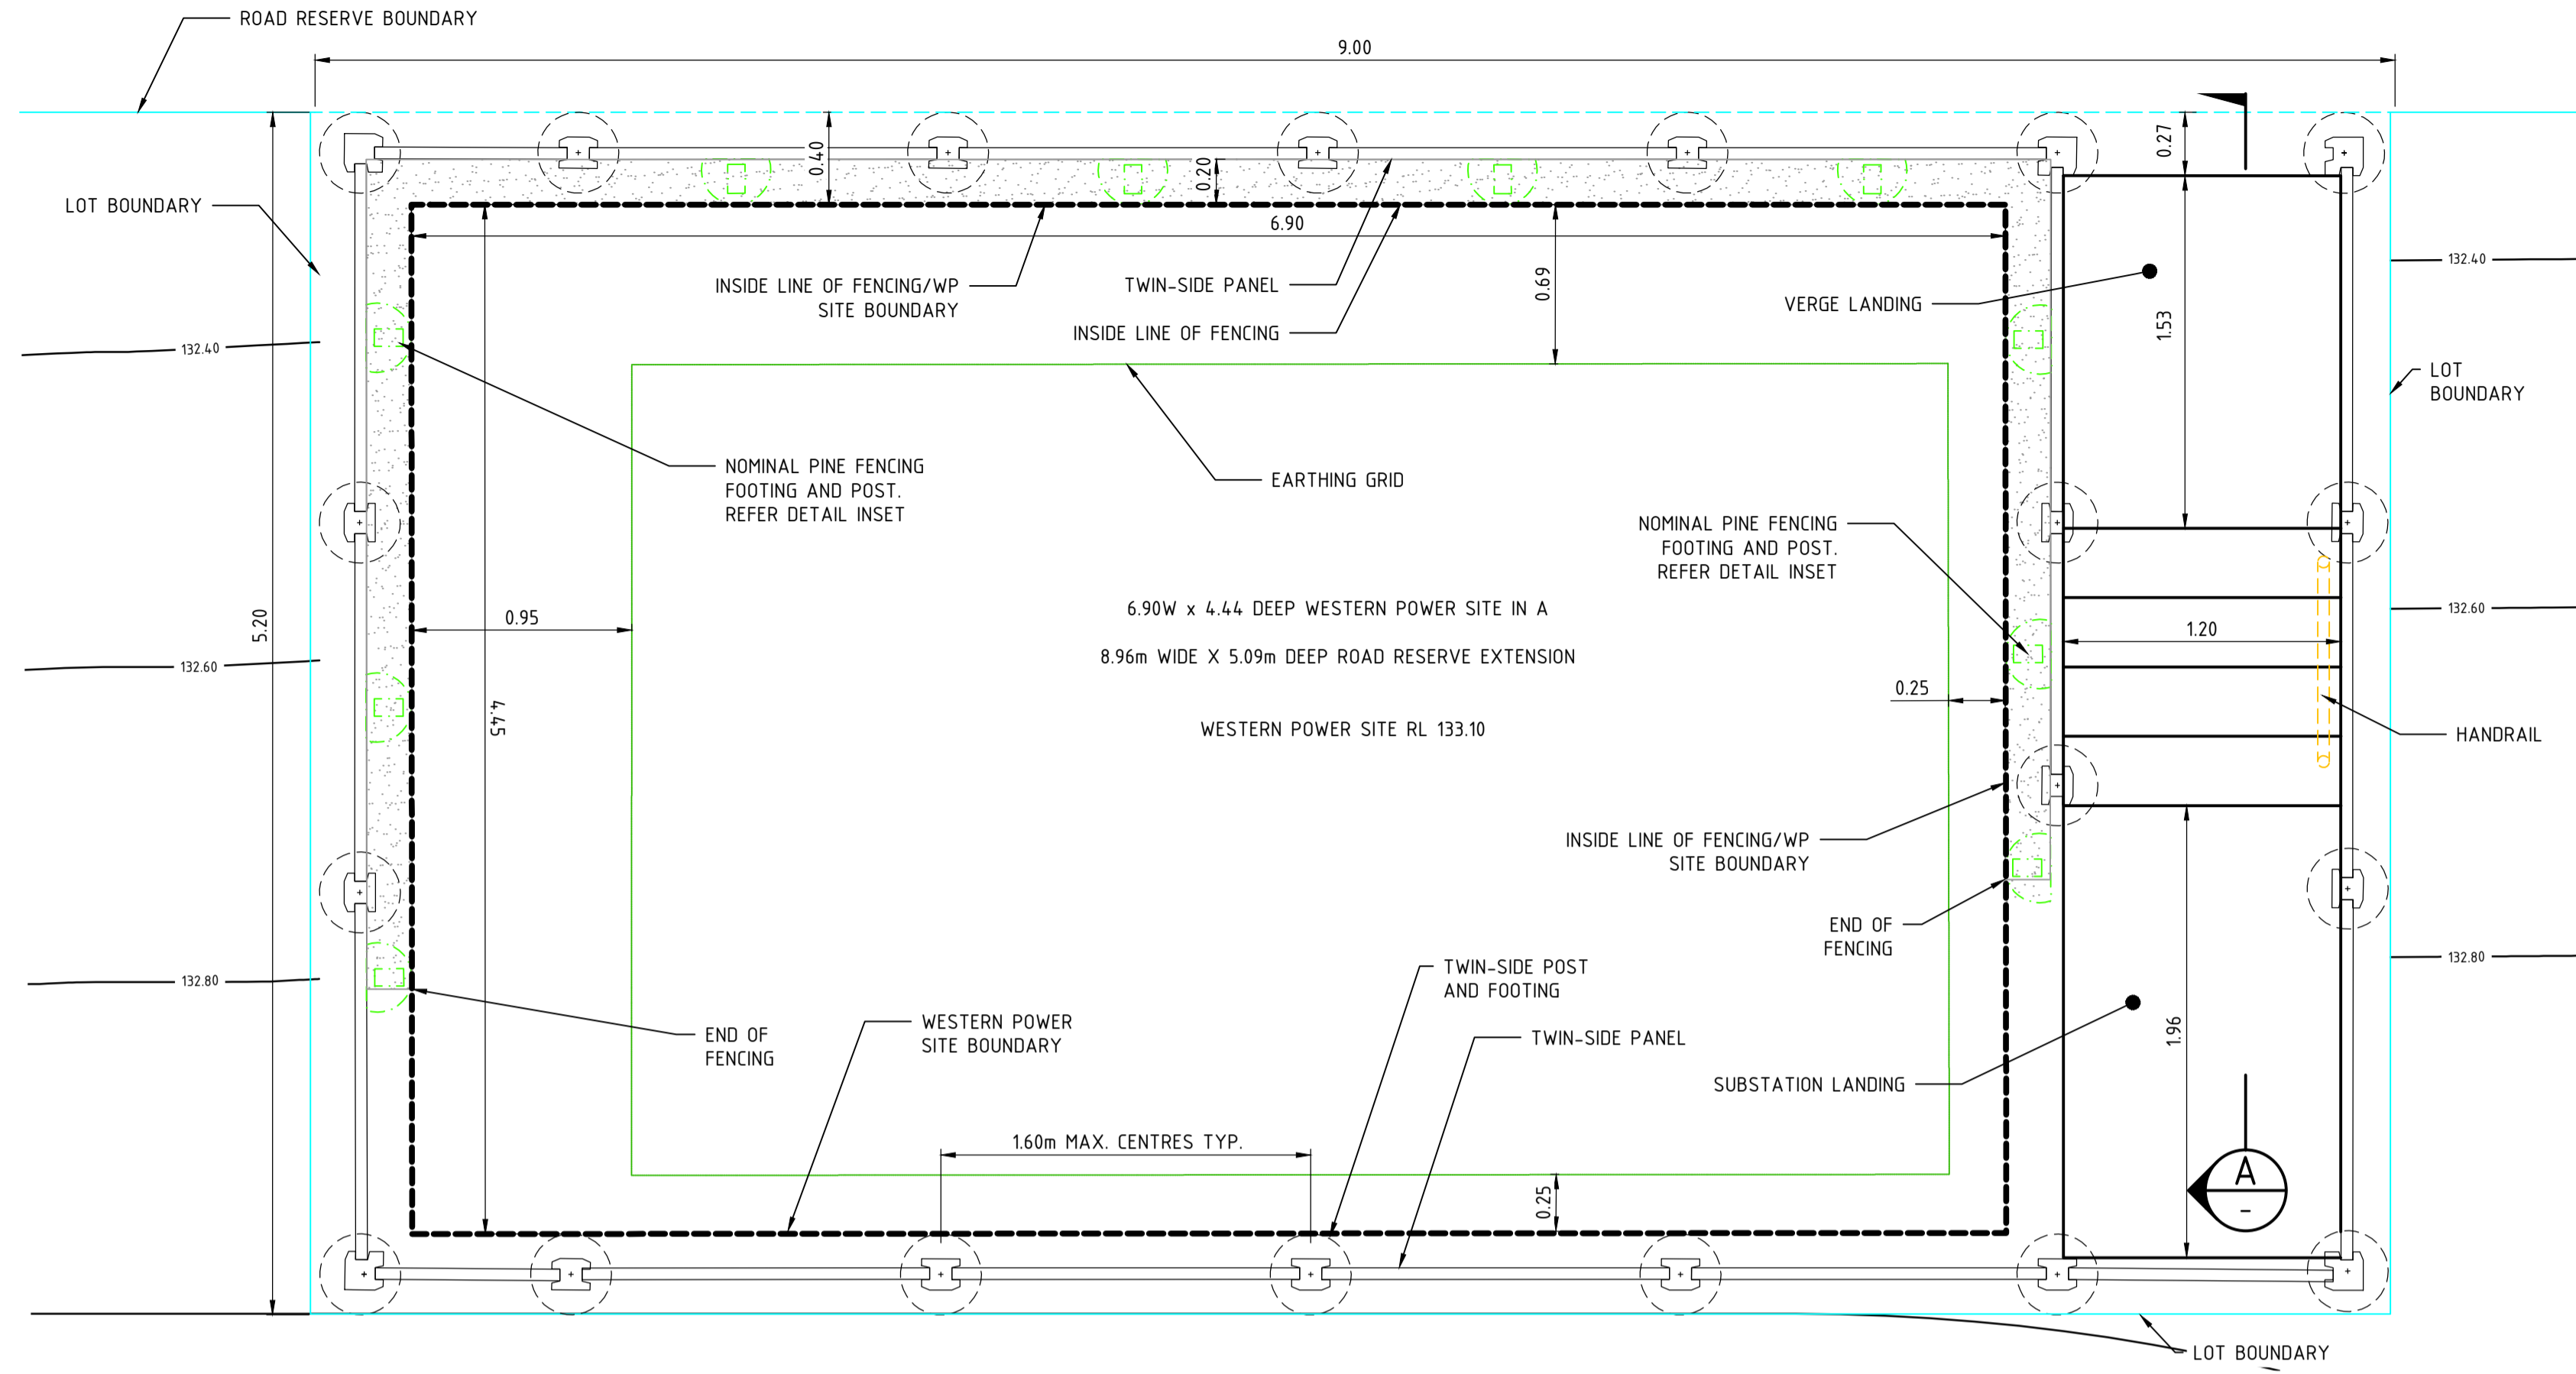 ROAD RESERVE BOUNDARY
9.00
0.40
0.20
0.27
LOT BOUNDARY
6.90
132.40
INSIDE LINE OF FENCING/WP
SITE BOUNDARY
TWIN-SIDE PANEL
0.69
VERGE LANDING
1.53
INSIDE LINE OF FENCING
132.40
LOT
BOUNDARY
NOMINAL PINE FENCING
FOOTING AND POST.
REFER DETAIL INSET
EARTHING GRID
NOMINAL PINE FENCING
FOOTING AND POST.
REFER DETAIL INSET
5.20
0.95
6.90W x 4.44 DEEP WESTERN POWER SITE IN A
8.96m WIDE X 5.09m DEEP ROAD RESERVE EXTENSION
WESTERN POWER SITE RL 133.10
132.60
1.20
132.60
4.45
0.25
HANDRAIL
INSIDE LINE OF FENCING/WP
SITE BOUNDARY
END OF
FENCING
132.80
132.80
TWIN-SIDE POST
AND FOOTING
END OF
FENCING
WESTERN POWER
SITE BOUNDARY
TWIN-SIDE PANEL
1.96
SUBSTATION LANDING
1.60m MAX. CENTRES TYP.
0.25
A
-
LOT BOUNDARY